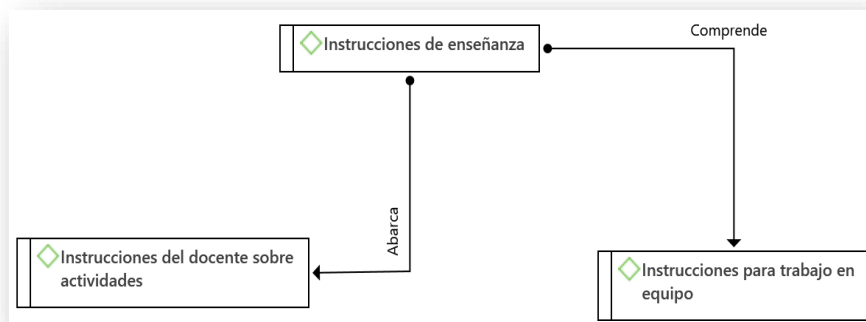 Comprende
Instrucciones de enseñanza
Abarca
Instrucciones del docente sobre
actividades
Instrucciones para trabajo en
equipo